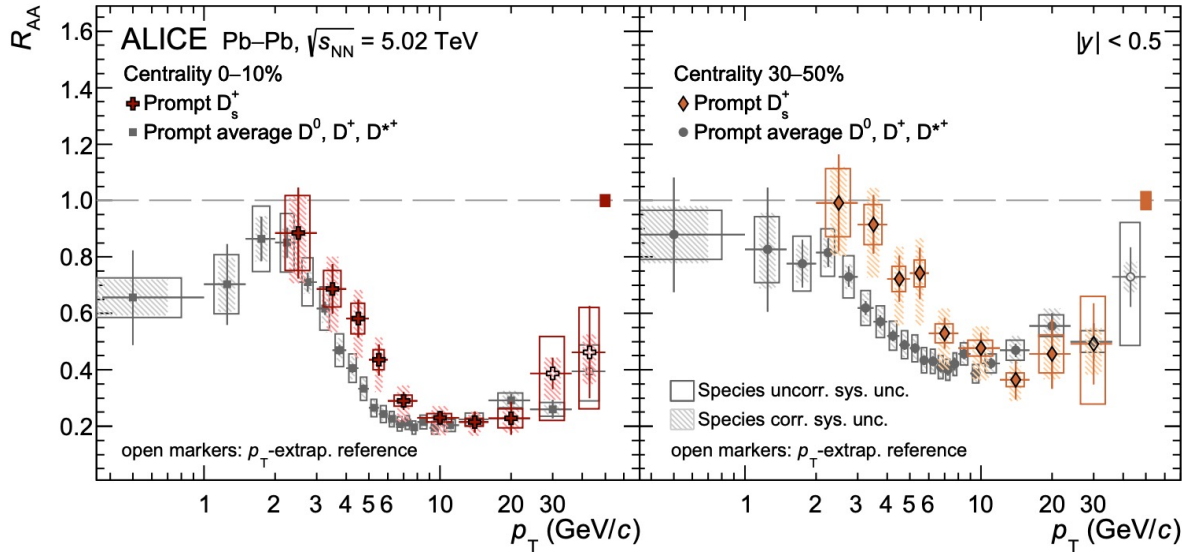 R_AA
1.6
1.4
1.2
1.0
0.8
0.6
0.4
0.2
ALICE Pb–Pb, √s_NN = 5.02 TeV
Centrality 0–10%
Prompt D_s^+
Prompt average D^0, D^+, D*^+
open markers: p_T-extrap. reference
1 2 3 4 5 6 10 20 30
p_T (GeV/c)
|y| < 0.5
Centrality 30–50%
Prompt D_s^+
Prompt average D^0, D^+, D*^+
Species uncorr. sys. unc.
Species corr. sys. unc.
open markers: p_T-extrap. reference
1 2 3 4 5 6 10 20 30
p_T (GeV/c)